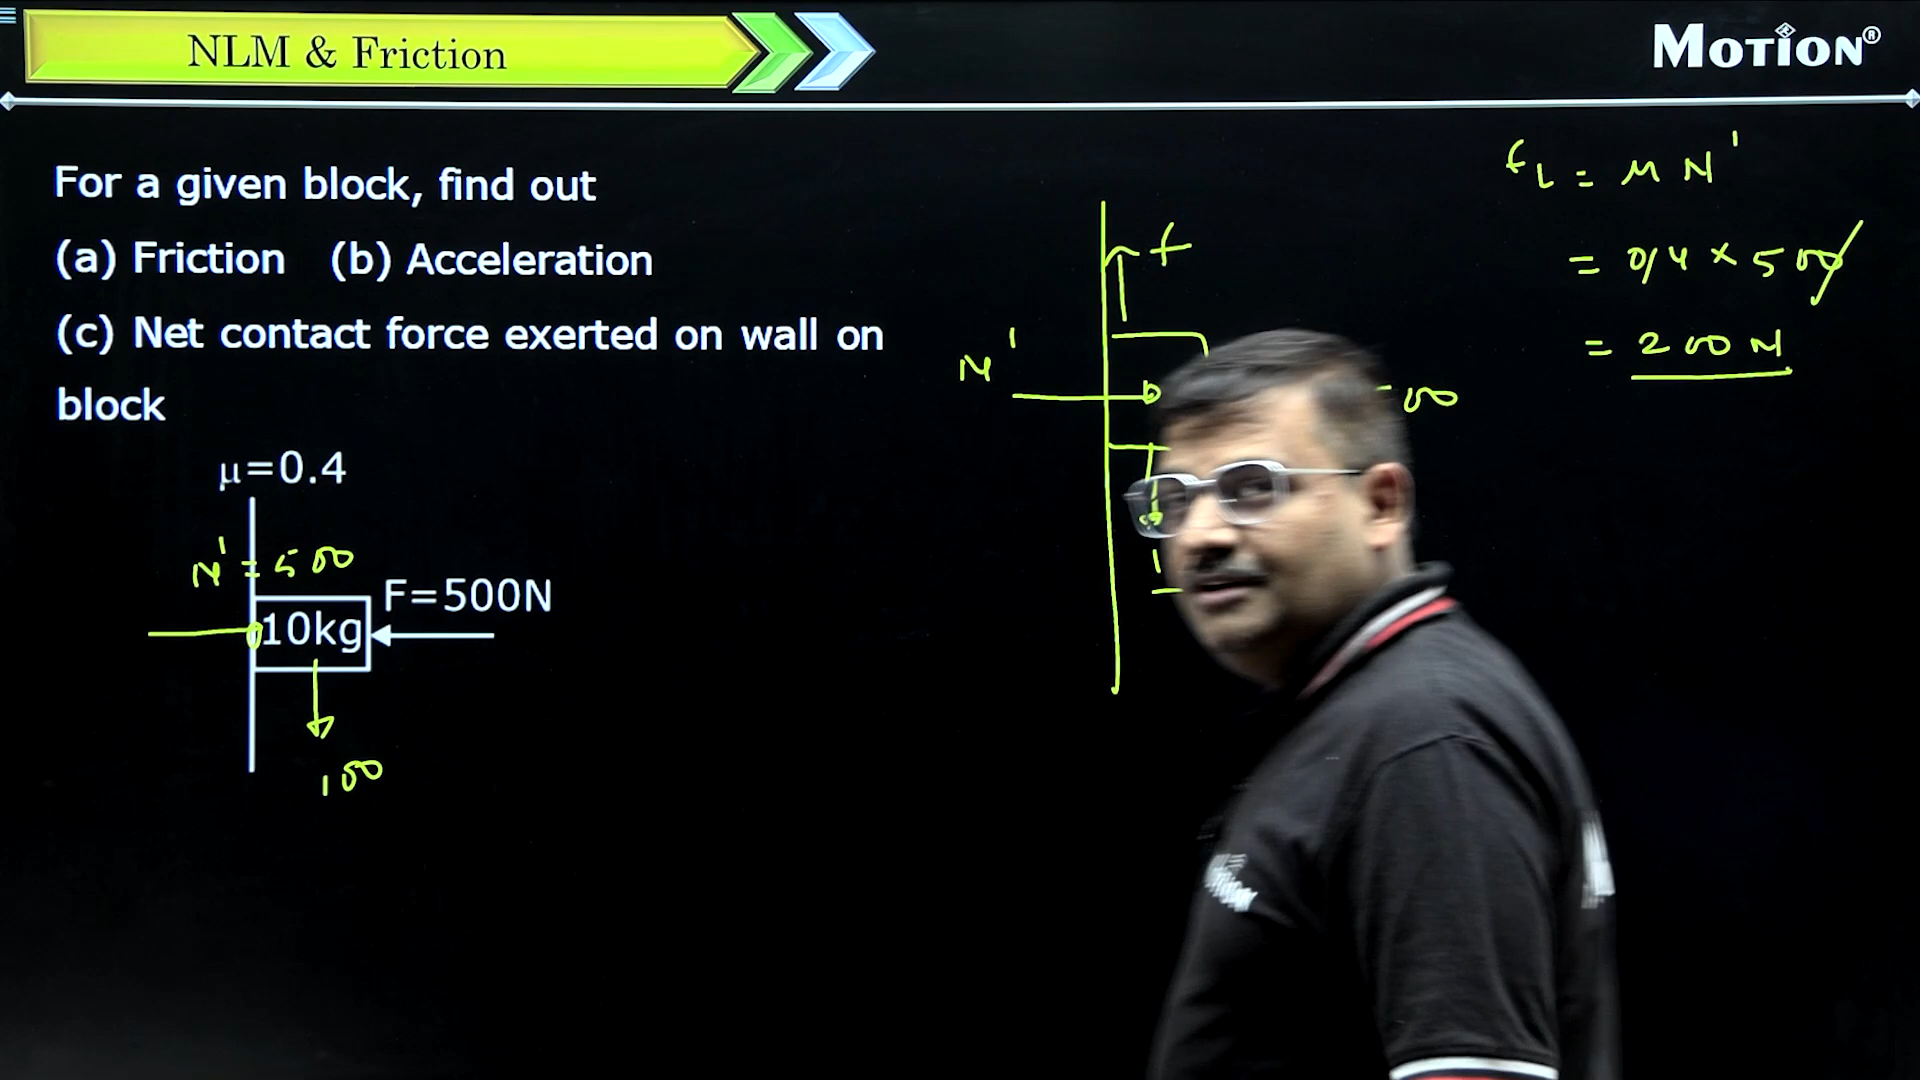 NLM & Friction
MOTION®
For a given block, find out
(a) Friction (b) Acceleration
(c) Net contact force exerted on wall on
block
μ=0.4
N' = 500
10kg
F=500N
100
f
N'
fL = μN'
= 0.4 × 500
= 200 N